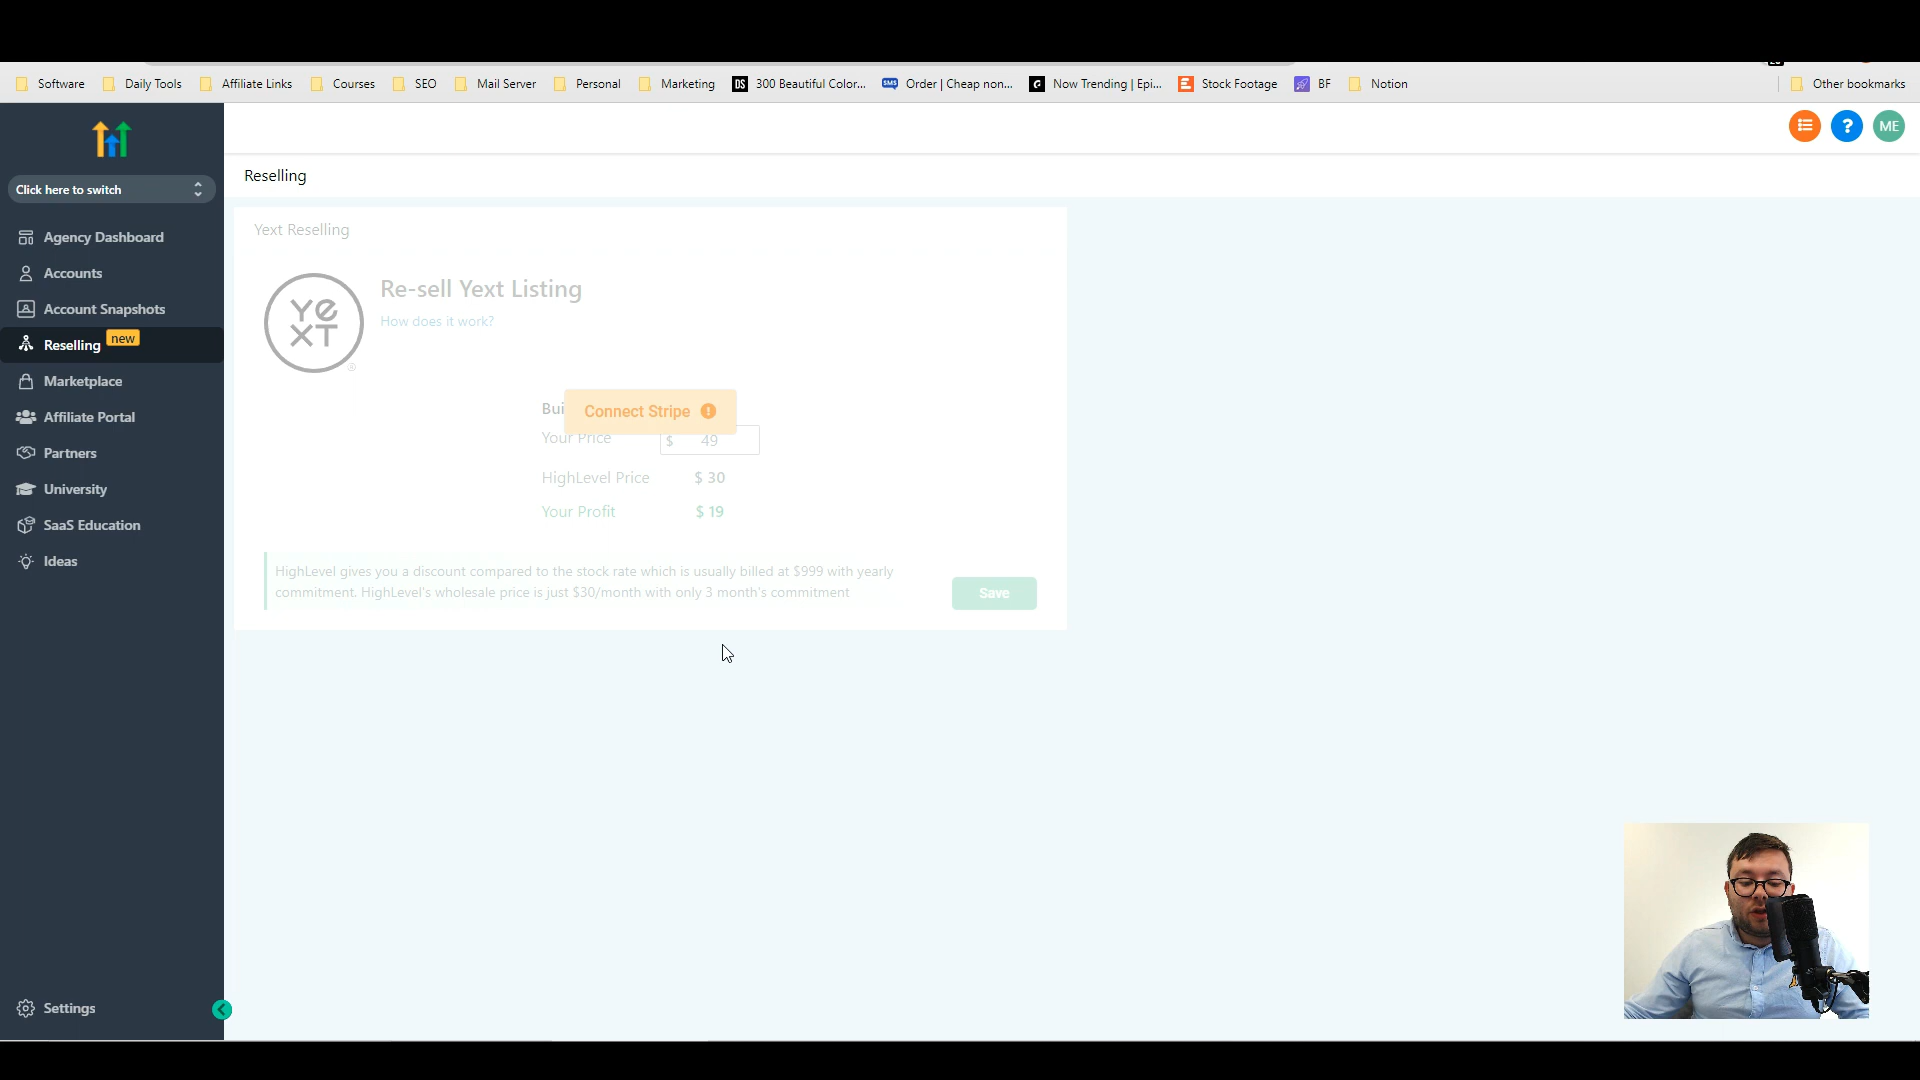 Software Daily Tools Affiliate Links Courses SEO Mail Server Personal Marketing DS 300 Beautiful Color... SMS Order | Cheap non... Now Trending | Epi... Stock Footage BF Notion Other bookmarks
? ME
Click here to switch
Reselling
Agency Dashboard
Accounts
Account Snapshots
Reselling new
Marketplace
Affiliate Portal
Partners
University
SaaS Education
Ideas
Settings
Yext Reselling
YeXT
Re-sell Yext Listing
How does it work?
Bui
Connect Stripe !
Your Price $ 49
HighLevel Price $ 30
Your Profit $ 19
HighLevel gives you a discount compared to the stock rate which is usually billed at $999 with yearly
commitment. HighLevel's wholesale price is just $30/month with only 3 month's commitment
Save